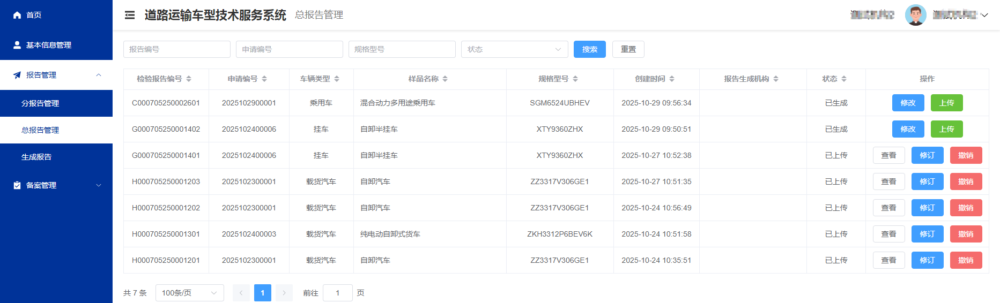 首页
基本信息管理
报告管理
分报告管理
总报告管理
生成报告
备案管理
道路运输车型技术服务系统 总报告管理
报告编号 申请编号 规格型号 状态 搜索 重置
检验报告编号 申请编号 车辆类型 样品名称 规格型号 创建时间 报告生成机构 状态 操作
C000705250002601 2025102900001 乘用车 混合动力多用途乘用车 SGM6524UBHEV 2025-10-29 09:56:34 已生成 修改 上传
G000705250001402 2025102400006 挂车 自卸半挂车 XTY9360ZHX 2025-10-29 09:50:51 已生成 修改 上传
G000705250001401 2025102400006 挂车 自卸半挂车 XTY9360ZHX 2025-10-27 10:52:38 已上传 查看 修订 撤销
H000705250001203 2025102300001 载货汽车 自卸汽车 ZZ3317V306GE1 2025-10-27 10:51:35 已上传 查看 修订 撤销
H000705250001202 2025102300001 载货汽车 自卸汽车 ZZ3317V306GE1 2025-10-24 10:56:49 已上传 查看 修订 撤销
H000705250001301 2025102400003 载货汽车 纯电动自卸式货车 ZKH3312P6BEV6K 2025-10-24 10:51:58 已上传 查看 修订 撤销
H000705250001201 2025102300001 载货汽车 自卸汽车 ZZ3317V306GE1 2025-10-24 10:35:51 已上传 查看 修订 撤销
共 7 条 100条/页 1 前往 1 页